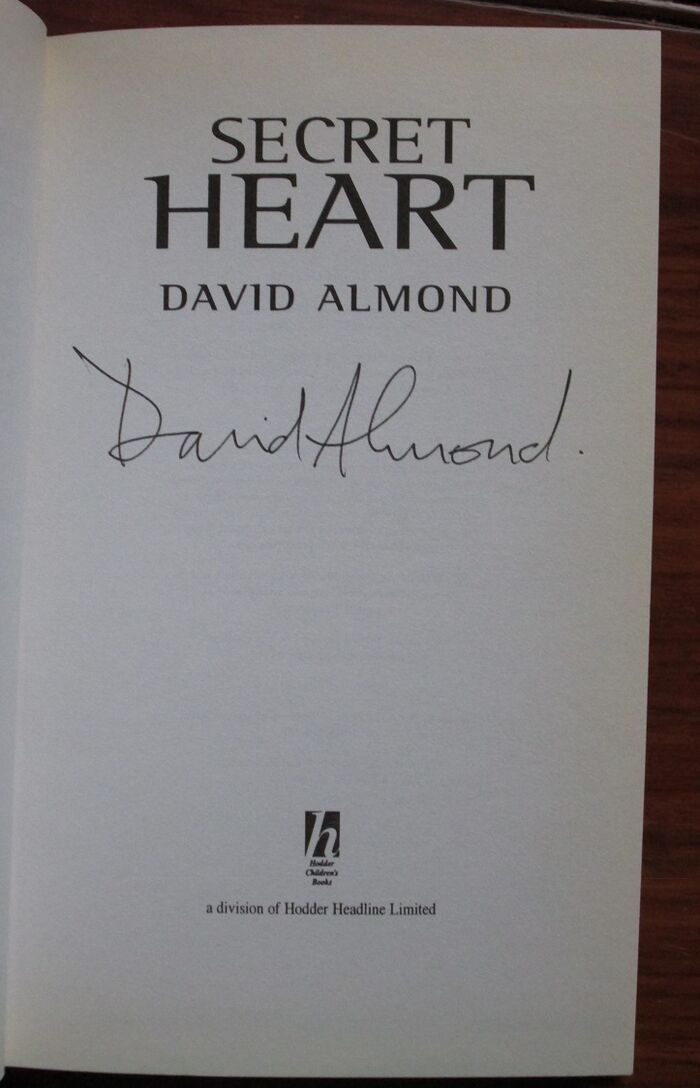 SECRET
HEART
DAVID ALMOND
David Almond.
h
Hodder
Children's
Books
a division of Hodder Headline Limited